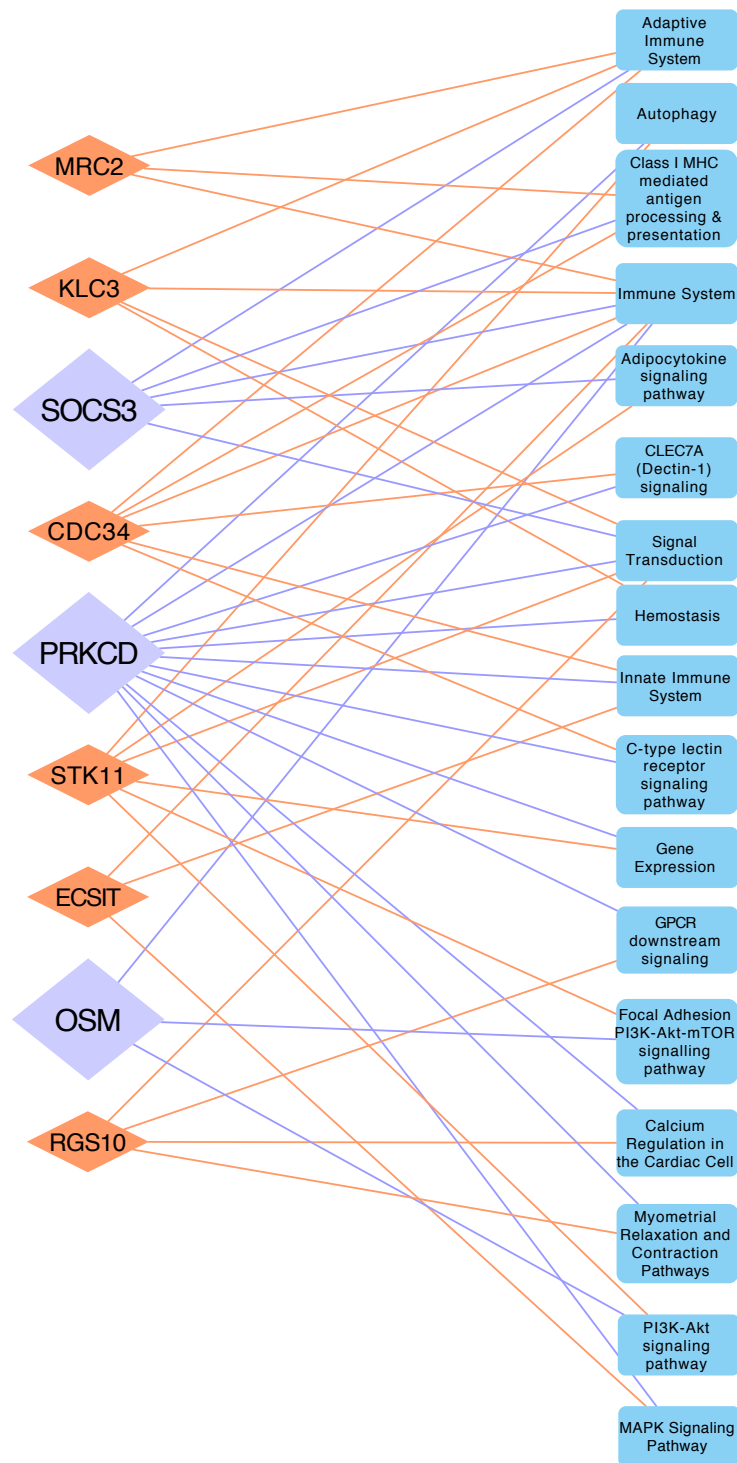 MRC2
KLC3
SOCS3
CDC34
PRKCD
STK11
ECSIT
OSM
RGS10
Adaptive
Immune
System
Autophagy
Class I MHC
mediated
antigen
processing &
presentation
Immune System
Adipocytokine
signaling
pathway
CLEC7A
(Dectin-1)
signaling
Signal
Transduction
Hemostasis
Innate Immune
System
C-type lectin
receptor
signaling
pathway
Gene
Expression
GPCR
downstream
signaling
Focal Adhesion
PI3K-Akt-mTOR
signalling
pathway
Calcium
Regulation in
the Cardiac Cell
Myometrial
Relaxation and
Contraction
Pathways
PI3K-Akt
signaling
pathway
MAPK Signaling
Pathway